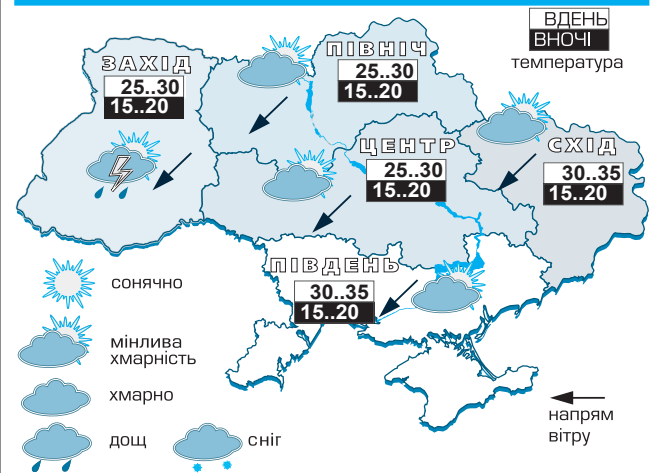 ВДЕНЬ
ВНОЧІ
температура
ПІВНІЧ
25..30
15..20
ЗАХІД
25..30
15..20
ЦЕНТР
25..30
15..20
СХІД
30..35
15..20
ПІВДЕНЬ
30..35
15..20
сонячно
мінлива
хмарність
хмарно
дощ
сніг
напрям
вітру